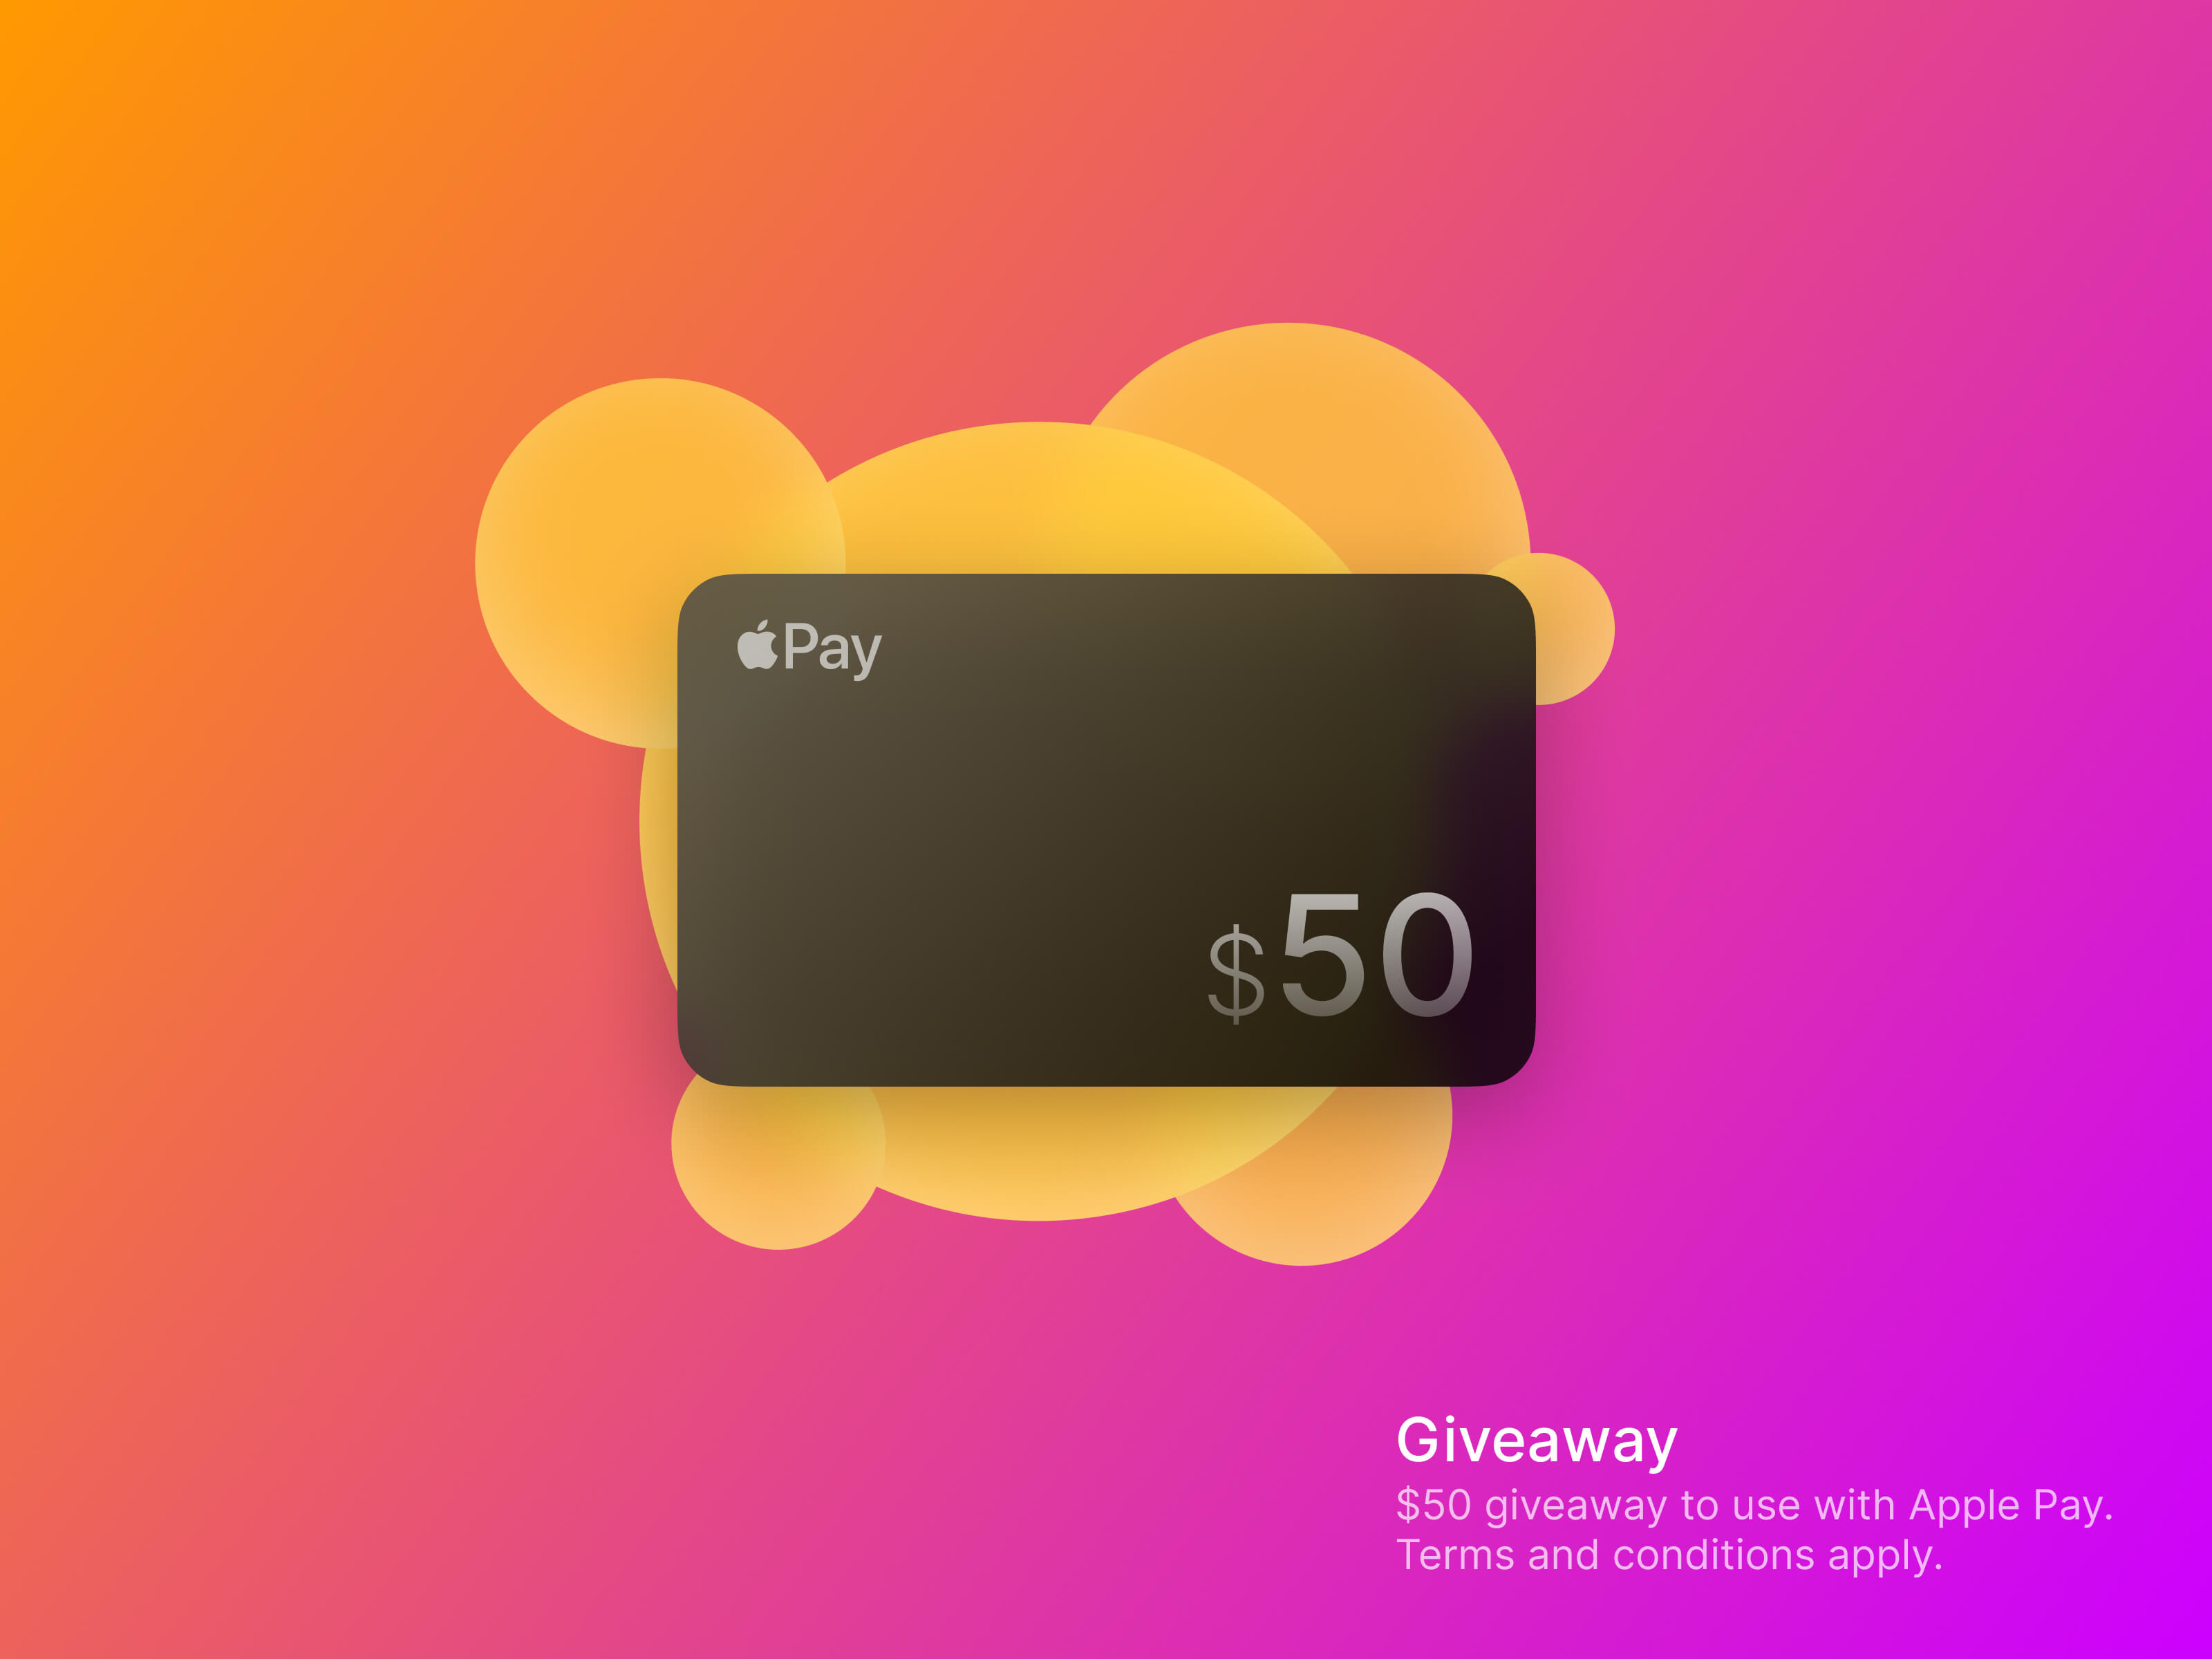 Pay
$50
Giveaway
$50 giveaway to use with Apple Pay.
Terms and conditions apply.